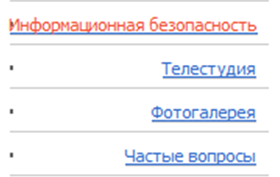 Информационная безопасность
Телестудия
Фотогалерея
Частые вопросы